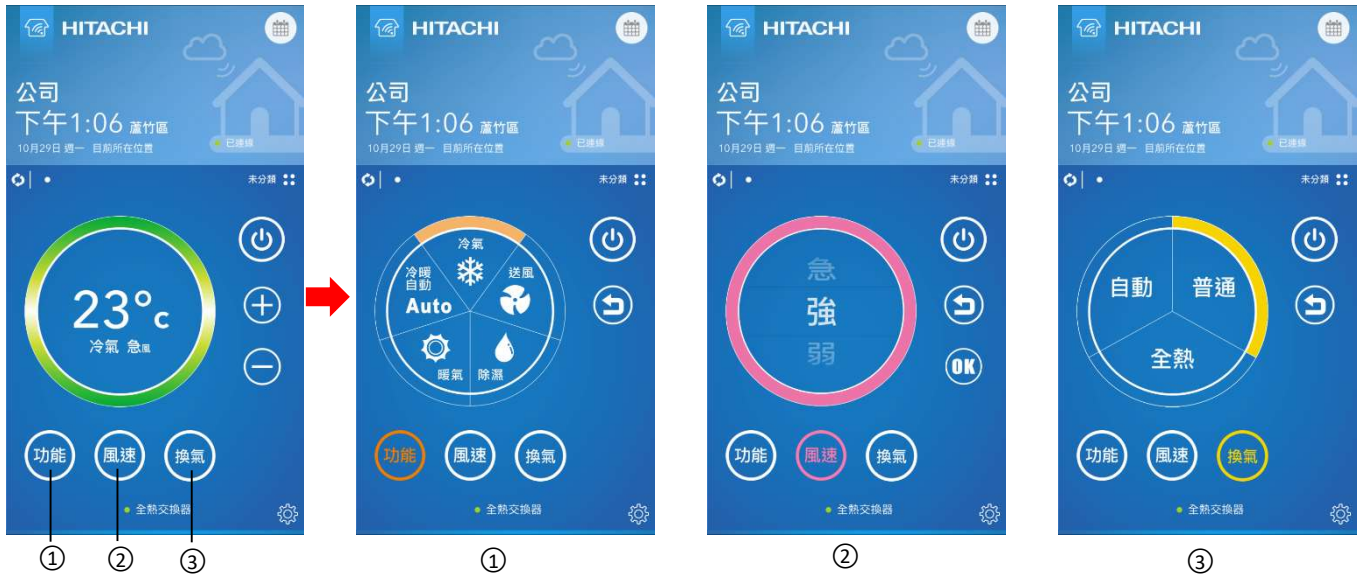 HITACHI
公司
下午1:06 蘆竹區
10月29日 週一 目前所在位置
已連線
未分類
23°c
冷氣 急風
功能
風速
換氣
全熱交換器
① ② ③
HITACHI
公司
下午1:06 蘆竹區
10月29日 週一 目前所在位置
已連線
未分類
冷氣
冷暖
自動
Auto
送風
暖氣
除濕
功能
風速
換氣
全熱交換器
①
HITACHI
公司
下午1:06 蘆竹區
10月29日 週一 目前所在位置
已連線
未分類
急
強
弱
OK
功能
風速
換氣
全熱交換器
②
HITACHI
公司
下午1:06 蘆竹區
10月29日 週一 目前所在位置
已連線
未分類
自動
普通
全熱
功能
風速
換氣
全熱交換器
③